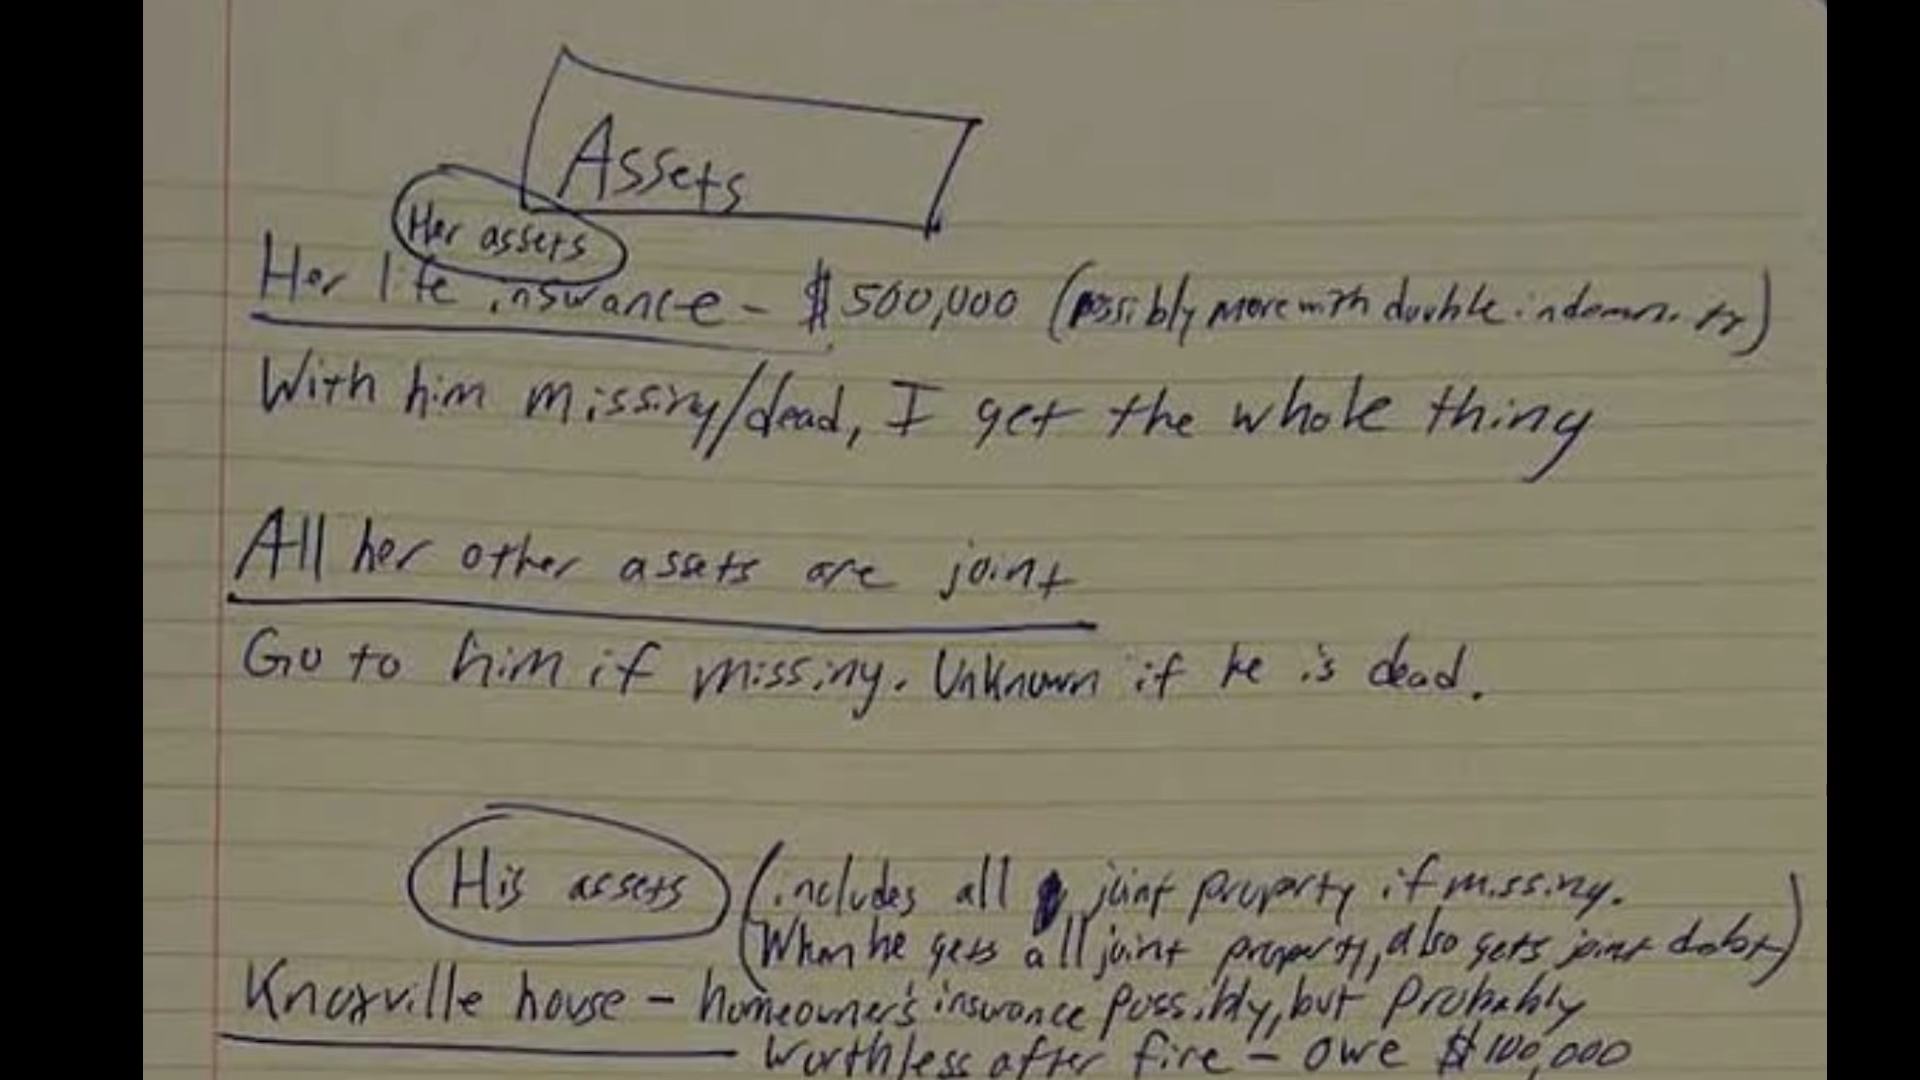 Assets
Her assets
Her life insurance - $500,000 (possibly more with double indemnity)
With him missing/dead, I get the whole thing
All her other assets are joint
Go to him if missing. Unknown if he is dead.
His assets (includes all joint property if missing.
When he gets all joint property, also gets joint debt)
Knoxville house - homeowner's insurance possibly, but probably
worthless after fire - owe $100,000